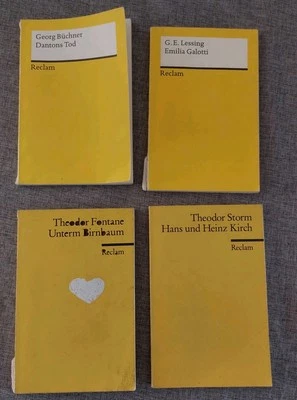 Georg Büchner
Dantons Tod
Reclam
G. E. Lessing
Emilia Galotti
Reclam
Theodor Fontane
Unterm Birnbaum
Reclam
Theodor Storm
Hans und Heinz Kirch
Reclam